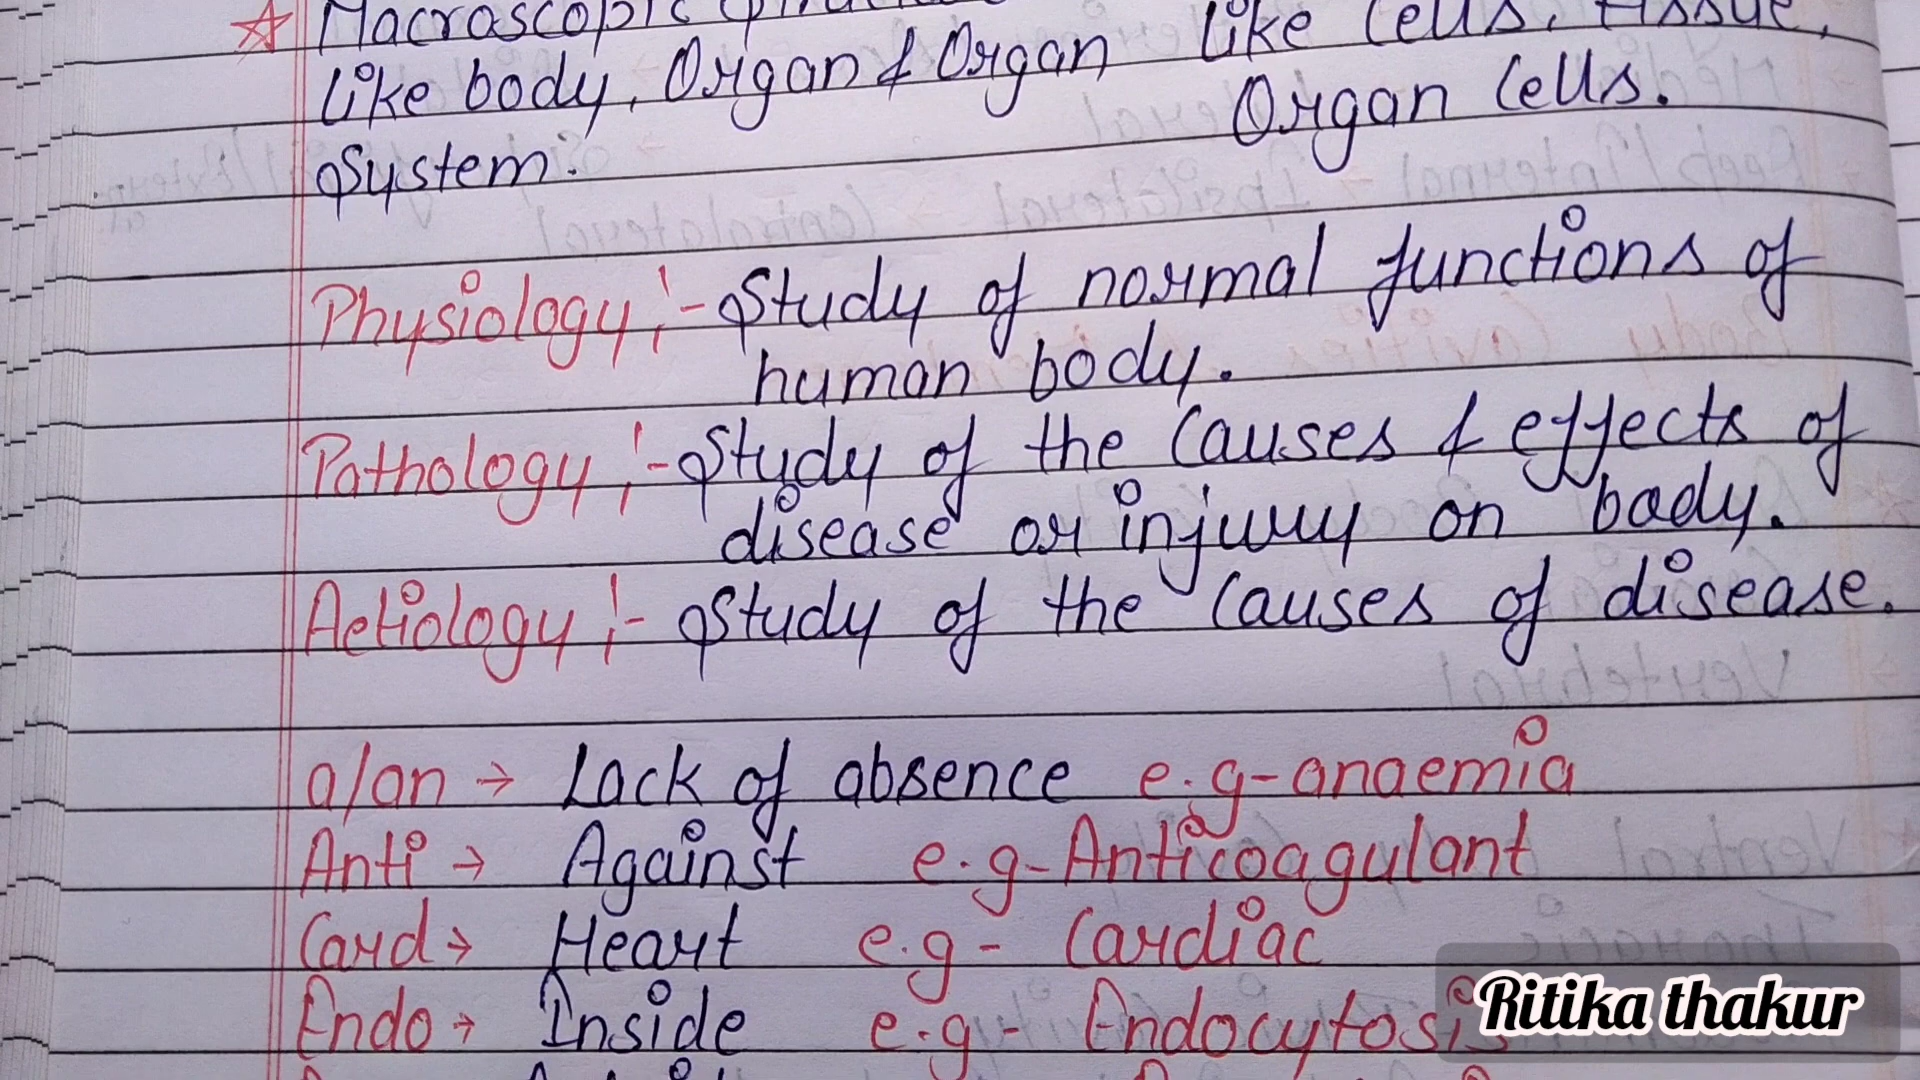 Macroscopic
like body, Organ & Organ
System.
like Cells, tissue,
Organ Cells.
Physiology :- Study of normal functions of
human body.
Pathology :- Study of the Causes & effects of
disease or injury on body.
Aetiology :- Study of the Causes of disease.
a/an → Lack of absence e.g-anaemia
Anti → Against e.g-Anticoagulant
Card → Heart e.g- Cardiac
Endo → Inside e.g- Endocytosis
Ritika thakur